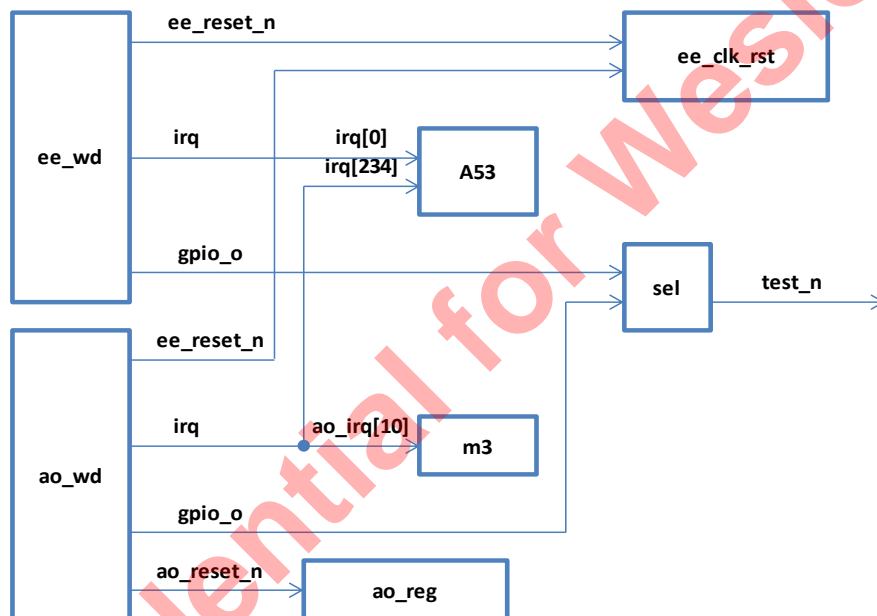 ee_reset_n
ee_clk_rst
irq
irq[0]
ee_wd
irq[234]
A53
gpio_o
sel
test_n
ee_reset_n
irq
ao_irq[10]
m3
ao_wd
gpio_o
ao_reset_n
ao_reg
ential for Wesl